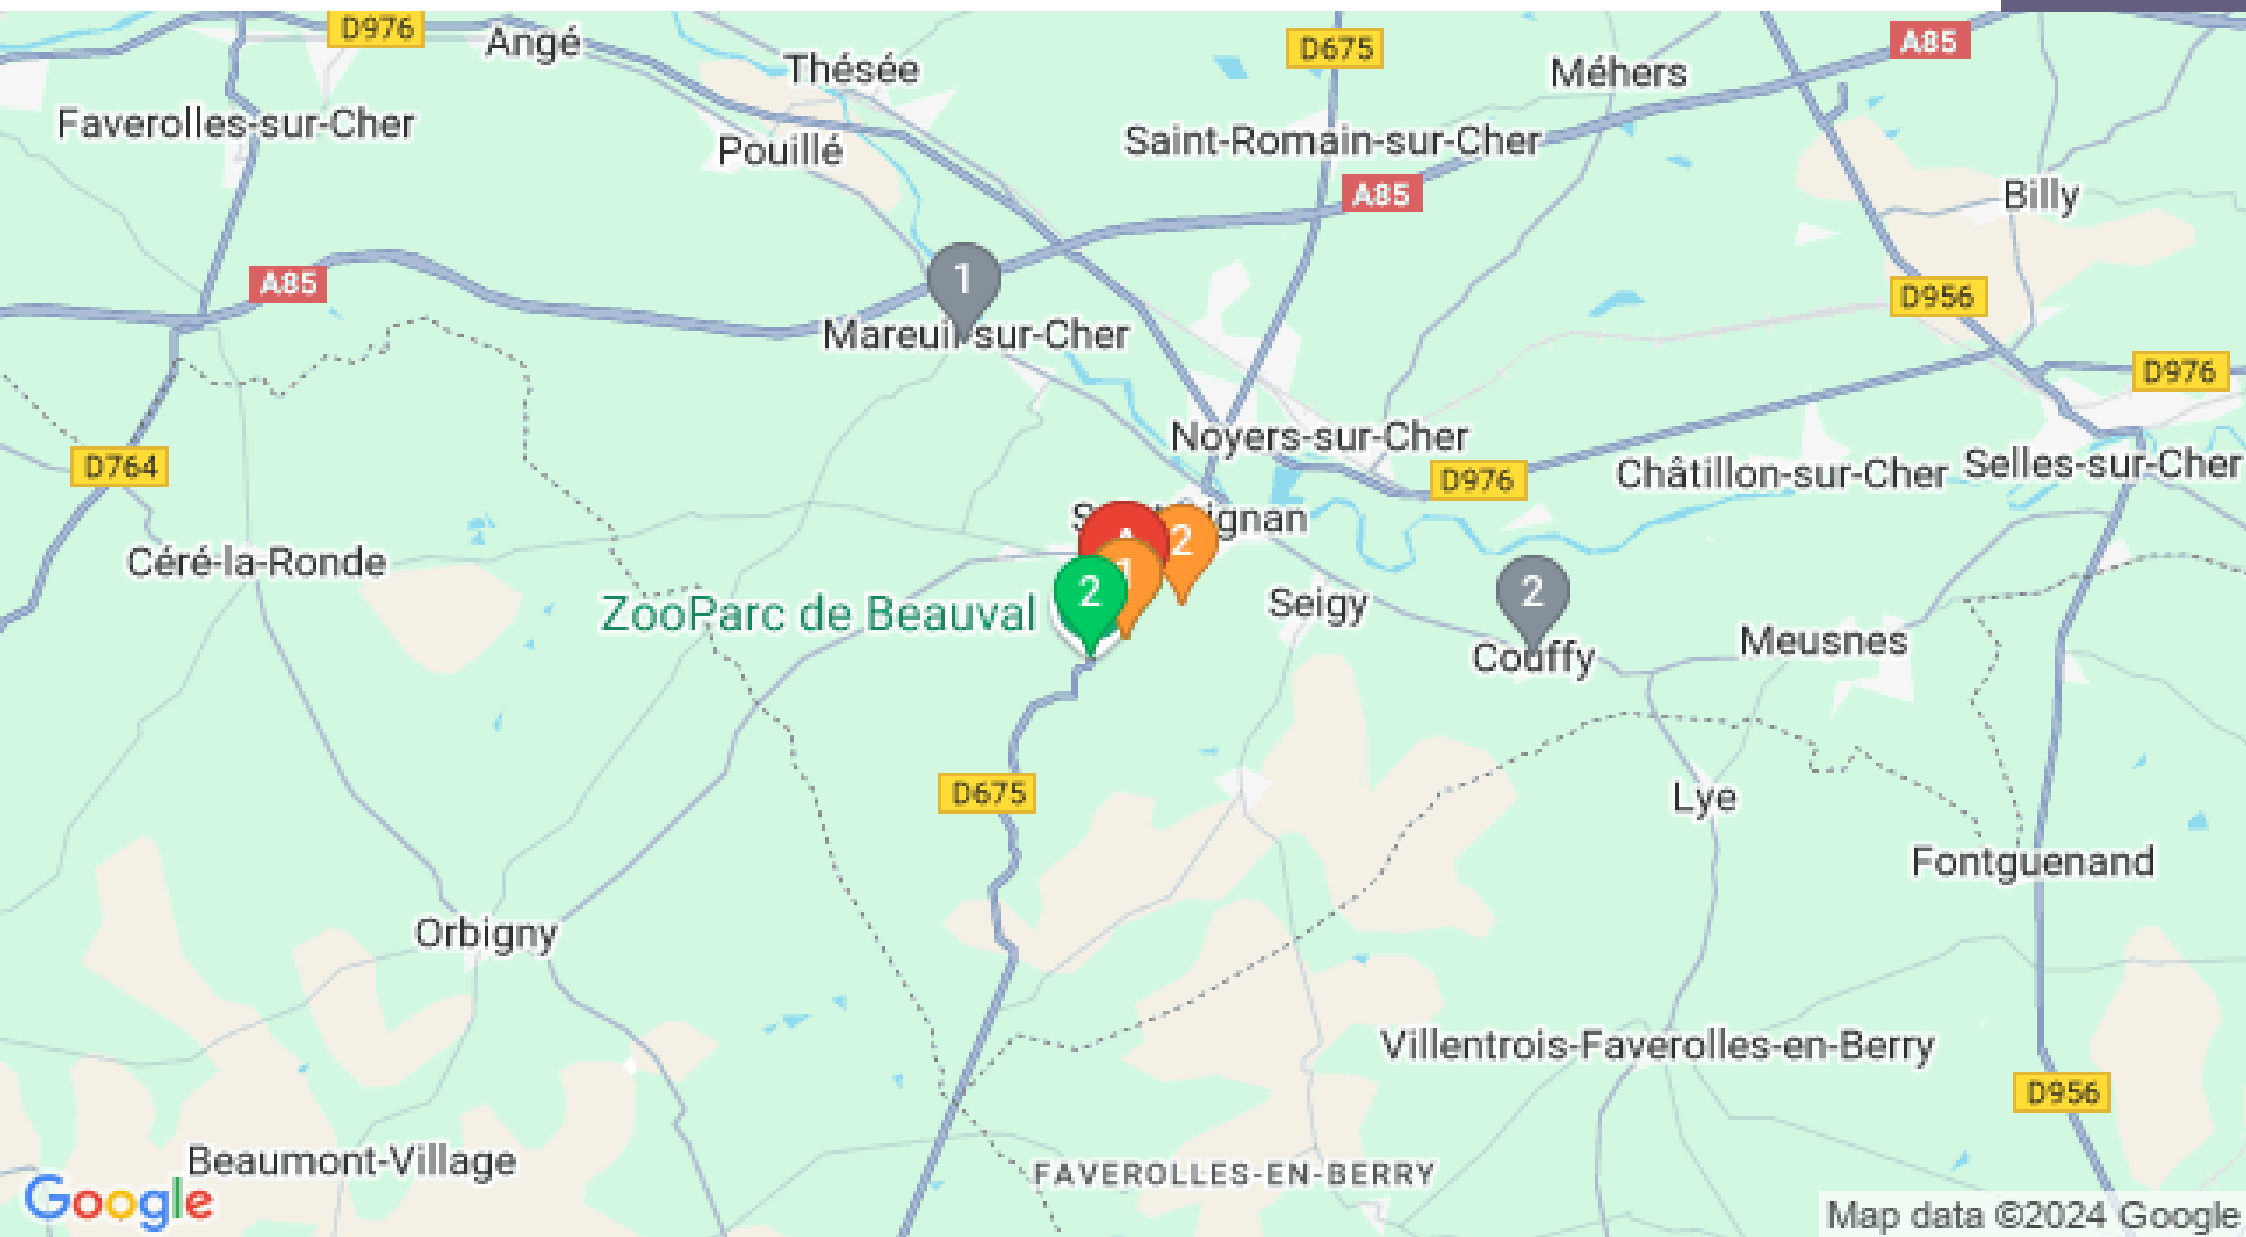 D976
Angé
D675
A85
Thésée
Méhers
Faverolles-sur-Cher
Pouillé
Saint-Romain-sur-Cher
A85
Billy
A85
1
D956
Mareuil-sur-Cher
D976
Noyers-sur-Cher
D764
D976
Châtillon-sur-Cher
Selles-sur-Cher
2
Céré-la-Ronde
1
2
2
ZooParc de Beauval
Seigy
Couffy
Meusnes
D675
Lye
Fontguenand
Orbigny
Villentrois-Faverolles-en-Berry
D956
Beaumont-Village
FAVEROLLES-EN-BERRY
Google
Map data ©2024 Google